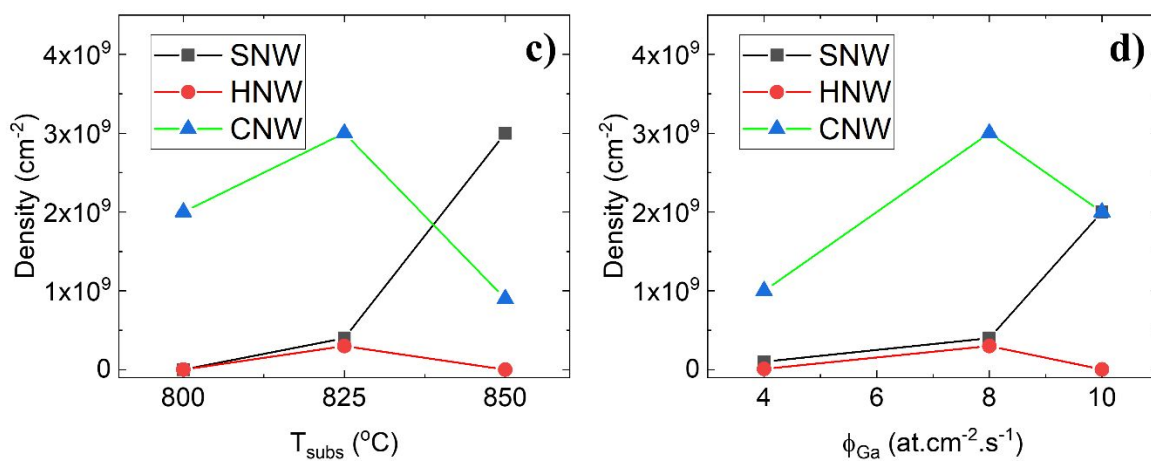 c)
SNW
HNW
CNW
4x10⁹
3x10⁹
2x10⁹
1x10⁹
0
Density (cm⁻²)
800 825 850
T_subs (°C)
d)
SNW
HNW
CNW
4x10⁹
3x10⁹
2x10⁹
1x10⁹
0
Density (cm⁻²)
4 6 8 10
ϕ_Ga (at.cm⁻².s⁻¹)